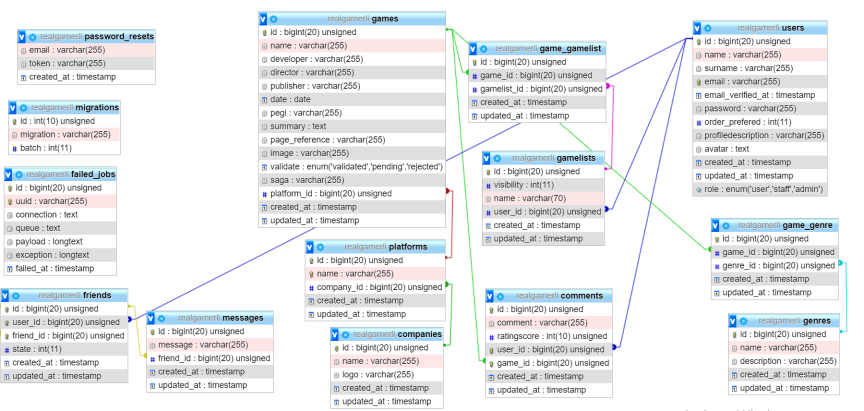 realgamerli password_resets
email : varchar(255)
token : varchar(255)
created_at : timestamp
realgamerli migrations
id : int(10) unsigned
migration : varchar(255)
batch : int(11)
realgamerli failed_jobs
id : bigint(20) unsigned
uuid : varchar(255)
connection : text
queue : text
payload : longtext
exception : longtext
failed_at : timestamp
realgamerli friends
id : bigint(20) unsigned
user_id : bigint(20) unsigned
friend_id : bigint(20) unsigned
state : int(11)
created_at : timestamp
updated_at : timestamp
realgamerli messages
id : bigint(20) unsigned
message : varchar(255)
friend_id : bigint(20) unsigned
created_at : timestamp
updated_at : timestamp
realgamerli games
id : bigint(20) unsigned
name : varchar(255)
developer : varchar(255)
director : varchar(255)
publisher : varchar(255)
date : date
pegi : varchar(255)
summary : text
page_reference : varchar(255)
image : varchar(255)
validate : enum('validated','pending','rejected')
saga : varchar(255)
platform_id : bigint(20) unsigned
created_at : timestamp
updated_at : timestamp
realgamerli platforms
id : bigint(20) unsigned
name : varchar(255)
company_id : bigint(20) unsigned
created_at : timestamp
updated_at : timestamp
realgamerli companies
id : bigint(20) unsigned
name : varchar(255)
logo : varchar(255)
created_at : timestamp
updated_at : timestamp
realgamerli game_gamelist
id : bigint(20) unsigned
game_id : bigint(20) unsigned
gamelist_id : bigint(20) unsigned
created_at : timestamp
updated_at : timestamp
realgamerli gamelists
id : bigint(20) unsigned
visibility : int(11)
name : varchar(70)
user_id : bigint(20) unsigned
created_at : timestamp
updated_at : timestamp
realgamerli comments
id : bigint(20) unsigned
comment : varchar(255)
ratingscore : int(10) unsigned
user_id : bigint(20) unsigned
game_id : bigint(20) unsigned
created_at : timestamp
updated_at : timestamp
realgamerli users
id : bigint(20) unsigned
name : varchar(255)
surname : varchar(255)
email : varchar(255)
email_verified_at : timestamp
password : varchar(255)
order_prefered : int(11)
profiledescription : varchar(255)
avatar : text
created_at : timestamp
updated_at : timestamp
role : enum('user','staff','admin')
realgamerli game_genre
id : bigint(20) unsigned
game_id : bigint(20) unsigned
genre_id : bigint(20) unsigned
created_at : timestamp
updated_at : timestamp
realgamerli genres
id : bigint(20) unsigned
name : varchar(255)
description : varchar(255)
created_at : timestamp
updated_at : timestamp